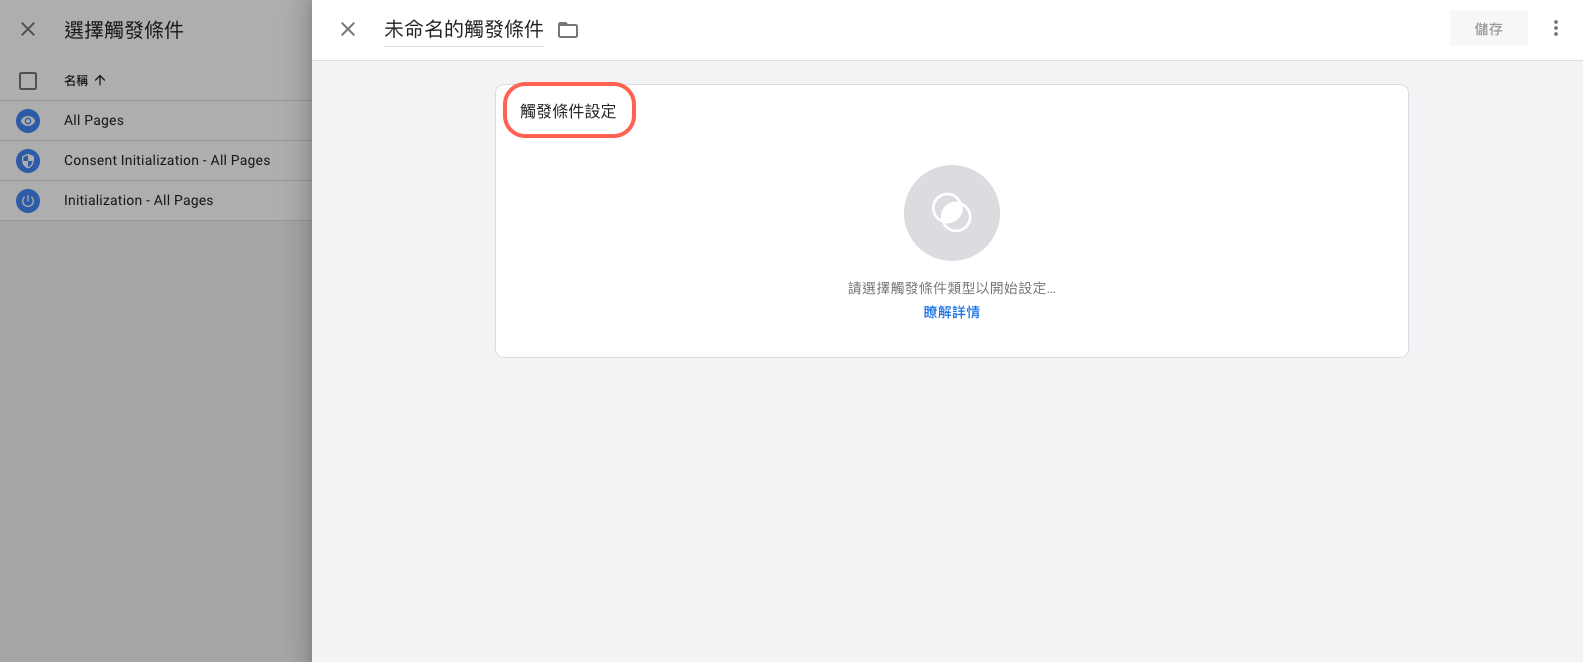 選擇觸發條件
名稱
All Pages
Consent Initialization - All Pages
Initialization - All Pages
未命名的觸發條件
儲存
觸發條件設定
請選擇觸發條件類型以開始設定...
瞭解詳情